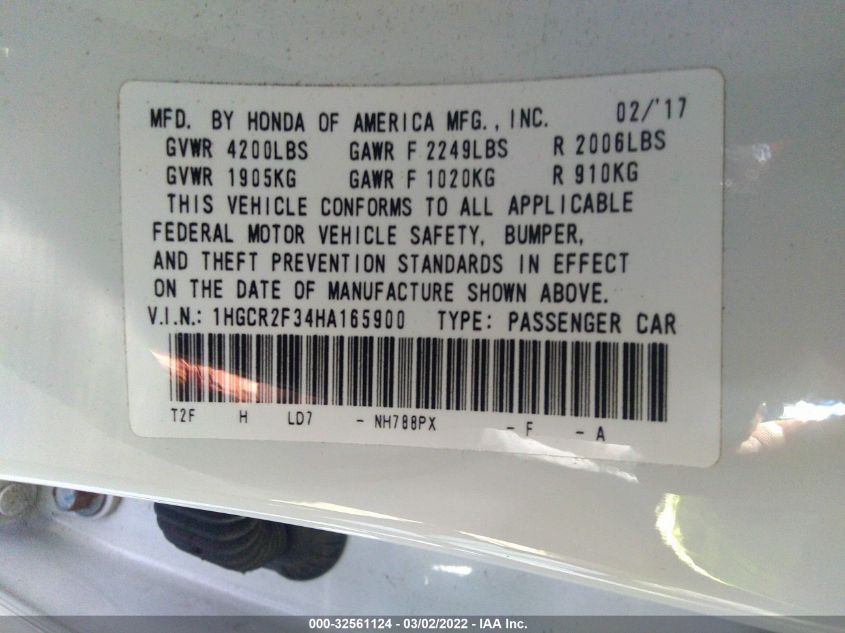 MFD. BY HONDA OF AMERICA MFG., INC. 02/'17
GVWR 4200LBS GAWR F 2249LBS R 2006LBS
GVWR 1905KG GAWR F 1020KG R 910KG
THIS VEHICLE CONFORMS TO ALL APPLICABLE
FEDERAL MOTOR VEHICLE SAFETY, BUMPER,
AND THEFT PREVENTION STANDARDS IN EFFECT
ON THE DATE OF MANUFACTURE SHOWN ABOVE.
V.I.N.: 1HGCR2F34HA165900 TYPE: PASSENGER CAR
T2F H LD7 - NH788PX - F - A
000-32561124 - 03/02/2022 - IAA Inc.